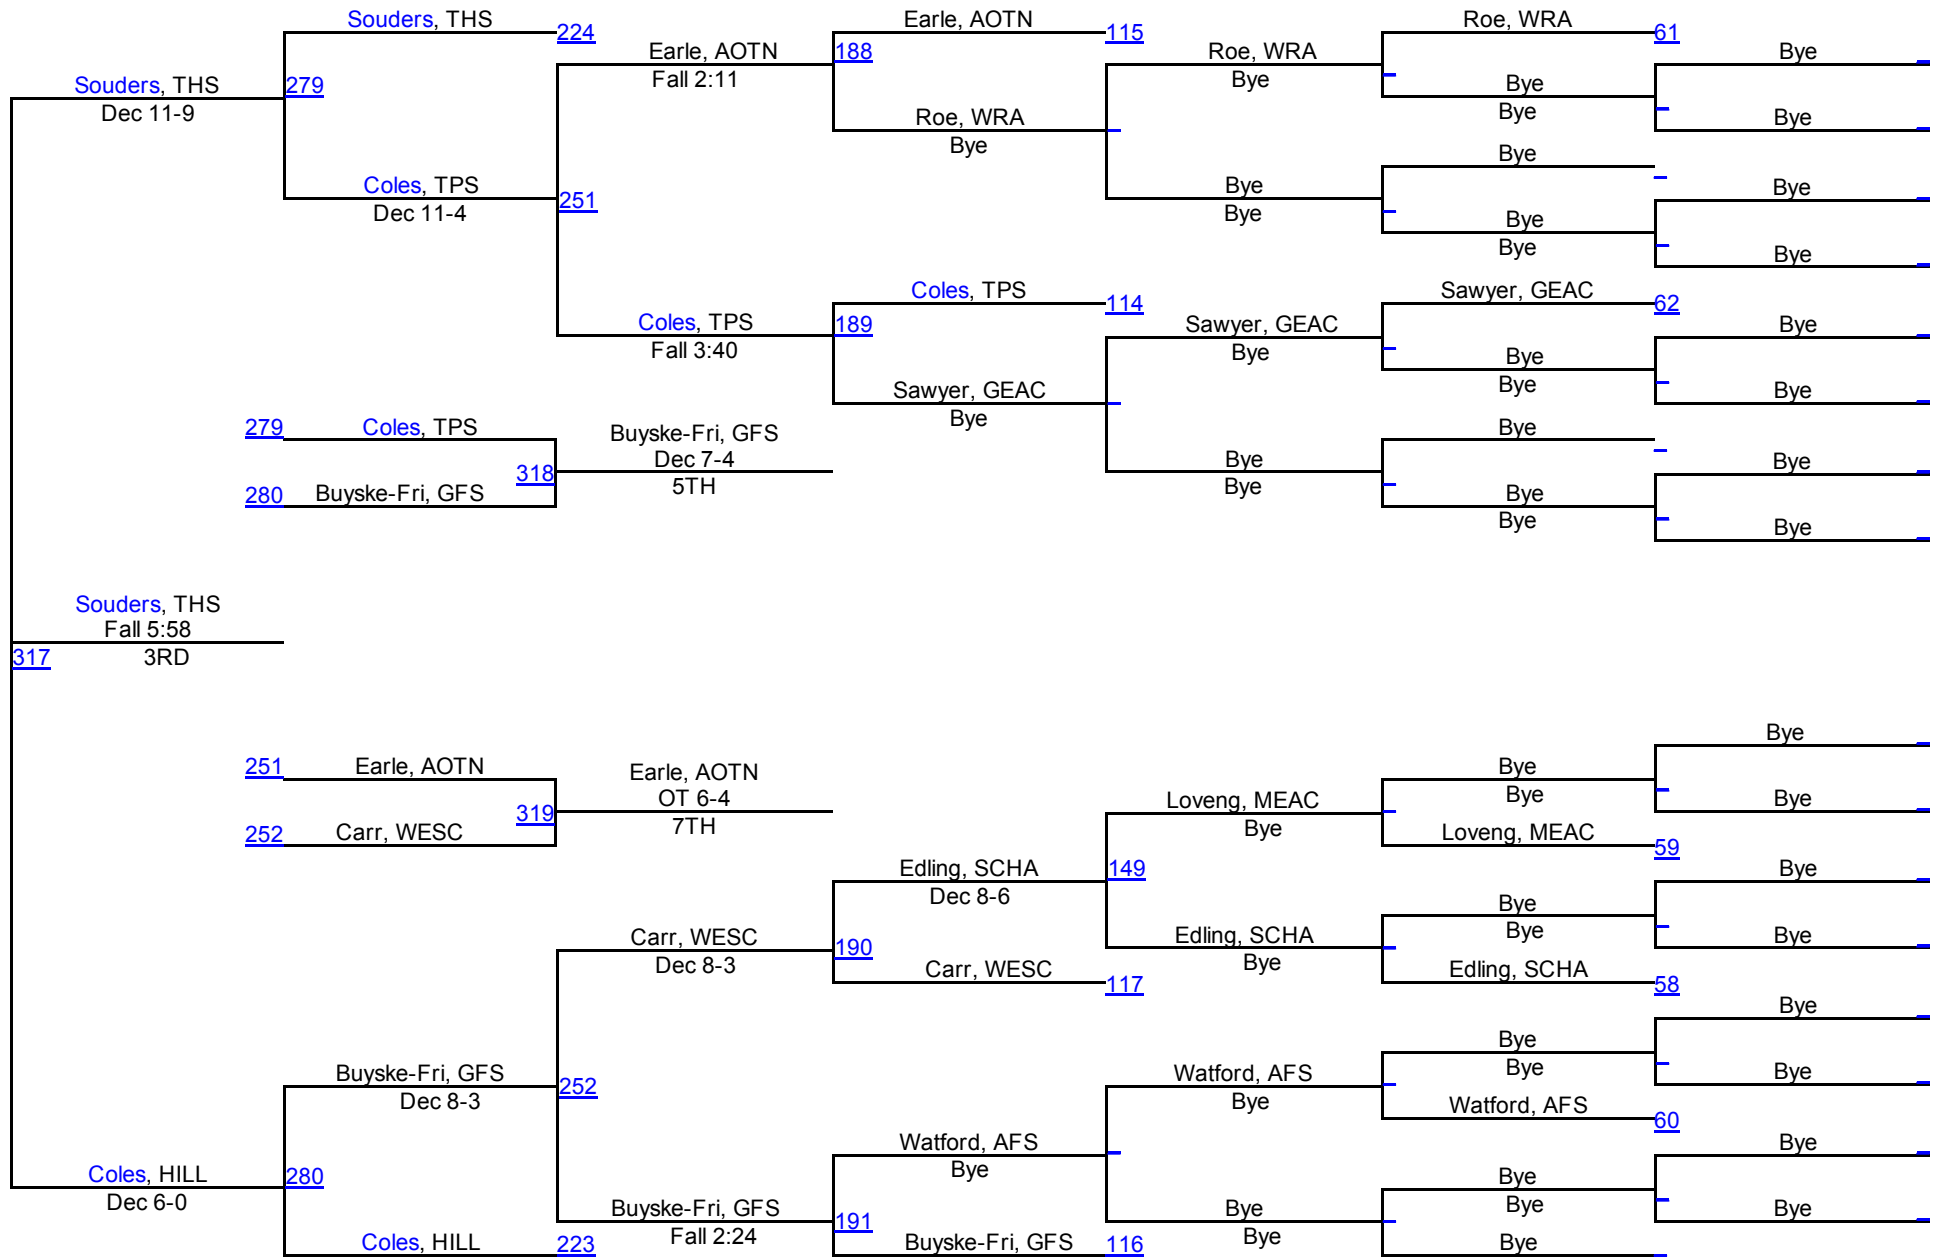 Souders, THS
224
Earle, AOTN
115
Roe, WRA
61
Earle, AOTN
Fall 2:11
188
Roe, WRA
Bye
Bye
Souders, THS
Dec 11-9
279
Bye
Bye
Bye
Roe, WRA
Bye
Bye
Coles, TPS
Dec 11-4
251
Bye
Bye
Bye
Bye
Bye
Bye
Coles, TPS
114
Sawyer, GEAC
62
Coles, TPS
Fall 3:40
189
Sawyer, GEAC
Bye
Bye
Bye
Bye
Bye
Sawyer, GEAC
Bye
279
Coles, TPS
Buyske-Fri, GFS
Dec 7-4
5TH
318
280
Buyske-Fri, GFS
Bye
Bye
Bye
Bye
Bye
Bye
Bye
Souders, THS
Fall 5:58
3RD
317
Bye
251
Earle, AOTN
Earle, AOTN
OT 6-4
7TH
319
252
Carr, WESC
Bye
Bye
Bye
Loveng, MEAC
Bye
Loveng, MEAC
59
Edling, SCHA
Dec 8-6
149
Bye
Bye
Bye
Bye
Carr, WESC
Dec 8-3
190
Edling, SCHA
Bye
Carr, WESC
117
Edling, SCHA
58
Bye
Bye
Bye
Bye
Buyske-Fri, GFS
Dec 8-3
252
Watford, AFS
Bye
Watford, AFS
60
Watford, AFS
Bye
Bye
Coles, HILL
Dec 6-0
280
Bye
Bye
Bye
Buyske-Fri, GFS
Fall 2:24
191
Bye
Bye
Coles, HILL
223
Buyske-Fri, GFS
116
Bye